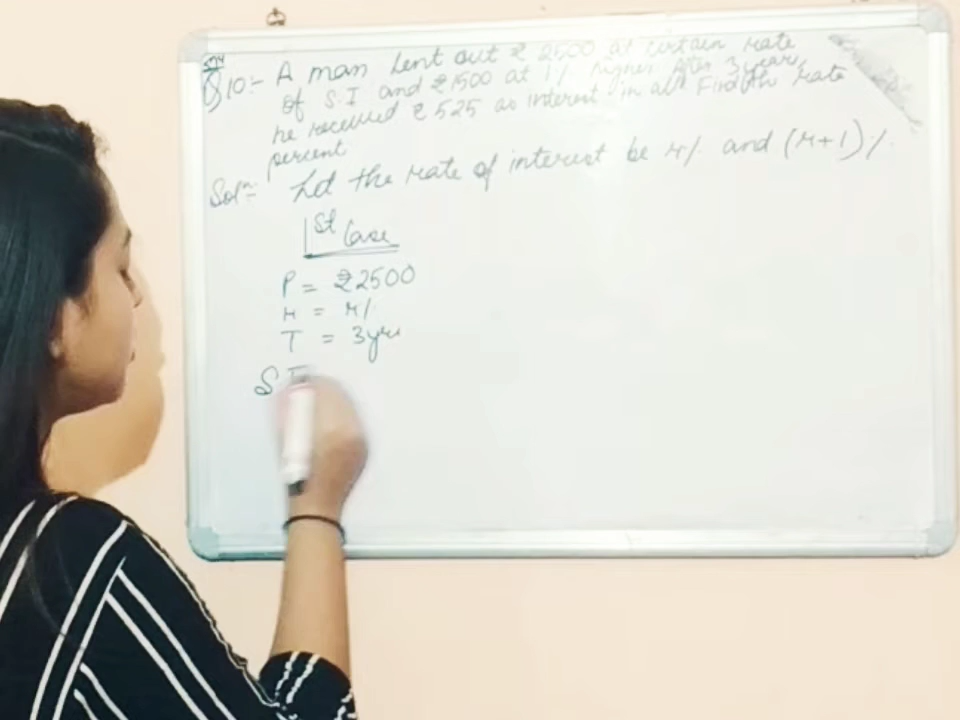 Q10:- A man lent out ₹ 2500 at certain rate
of S.I and ₹1500 at 1% higher After 3 years,
he received ₹525 as interest in all. Find the rate
percent.
Solⁿ:- Let the rate of interest be r% and (r+1)%.
1st Case
P = ₹2500
r = r%
T = 3yrs
S I